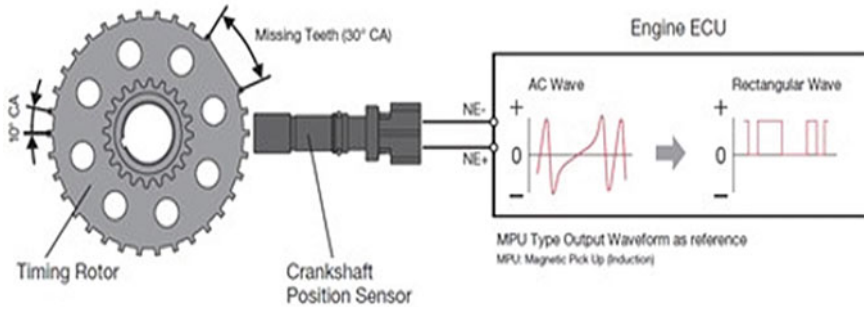 Engine ECU
Missing Teeth (30° CA)
10° CA
NE-
NE+
AC Wave
+
0
−
Rectangular Wave
+
0
−
MPU Type Output Waveform as reference
MPU: Magnetic Pick Up (Induction)
Timing Rotor
Crankshaft
Position Sensor